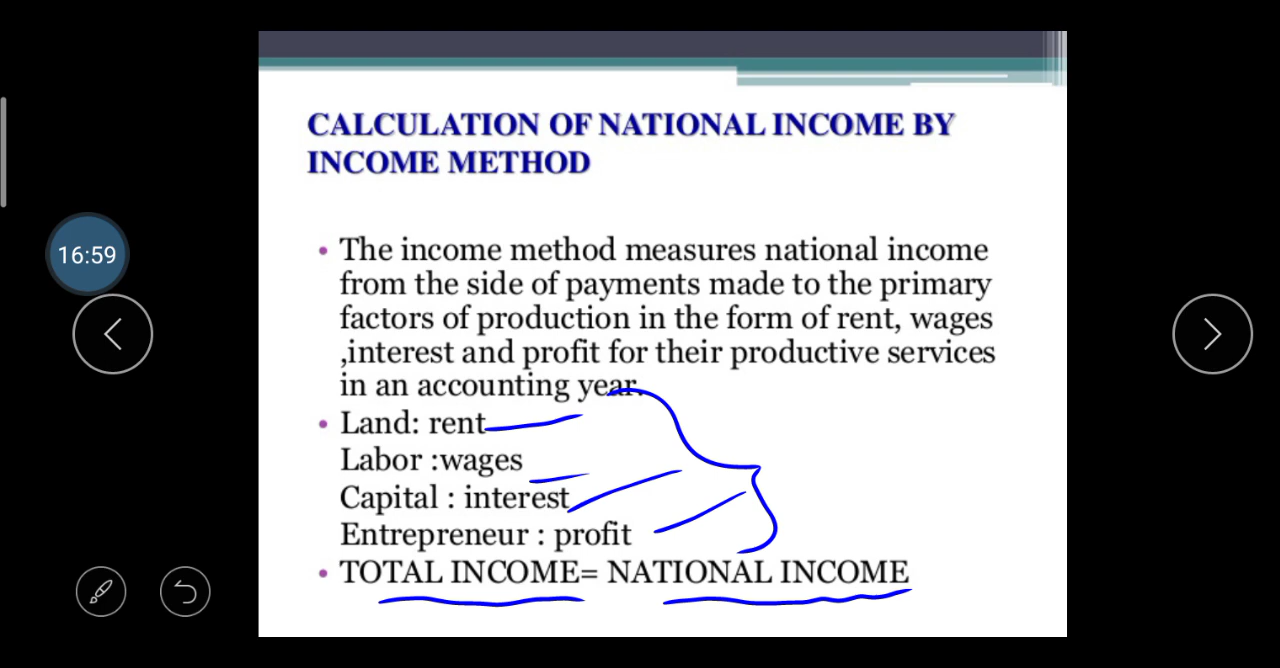 CALCULATION OF NATIONAL INCOME BY
INCOME METHOD
16:59
• The income method measures national income
from the side of payments made to the primary
factors of production in the form of rent, wages
,interest and profit for their productive services
in an accounting year.
• Land: rent
Labor :wages
Capital : interest
Entrepreneur : profit
• TOTAL INCOME= NATIONAL INCOME